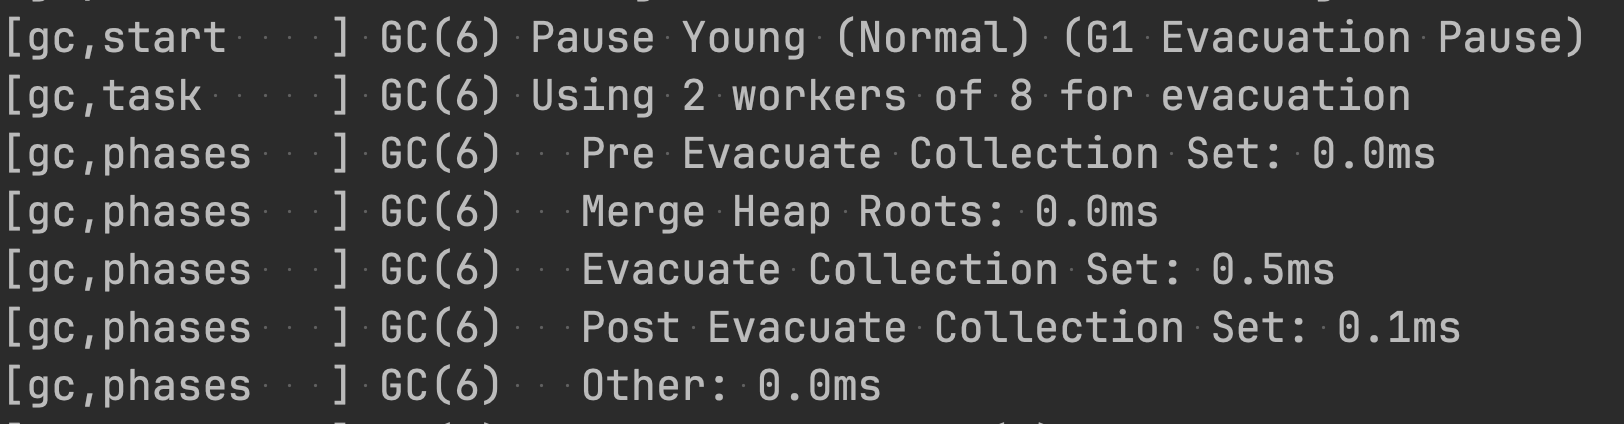 [gc,start     ] GC(6) Pause Young (Normal) (G1 Evacuation Pause)
[gc,task      ] GC(6) Using 2 workers of 8 for evacuation
[gc,phases    ] GC(6)   Pre Evacuate Collection Set: 0.0ms
[gc,phases    ] GC(6)   Merge Heap Roots: 0.0ms
[gc,phases    ] GC(6)   Evacuate Collection Set: 0.5ms
[gc,phases    ] GC(6)   Post Evacuate Collection Set: 0.1ms
[gc,phases    ] GC(6)   Other: 0.0ms